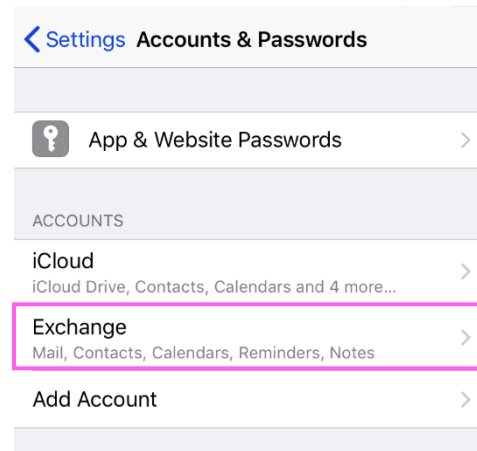 Settings Accounts & Passwords
App & Website Passwords
ACCOUNTS
iCloud
iCloud Drive, Contacts, Calendars and 4 more...
Exchange
Mail, Contacts, Calendars, Reminders, Notes
Add Account